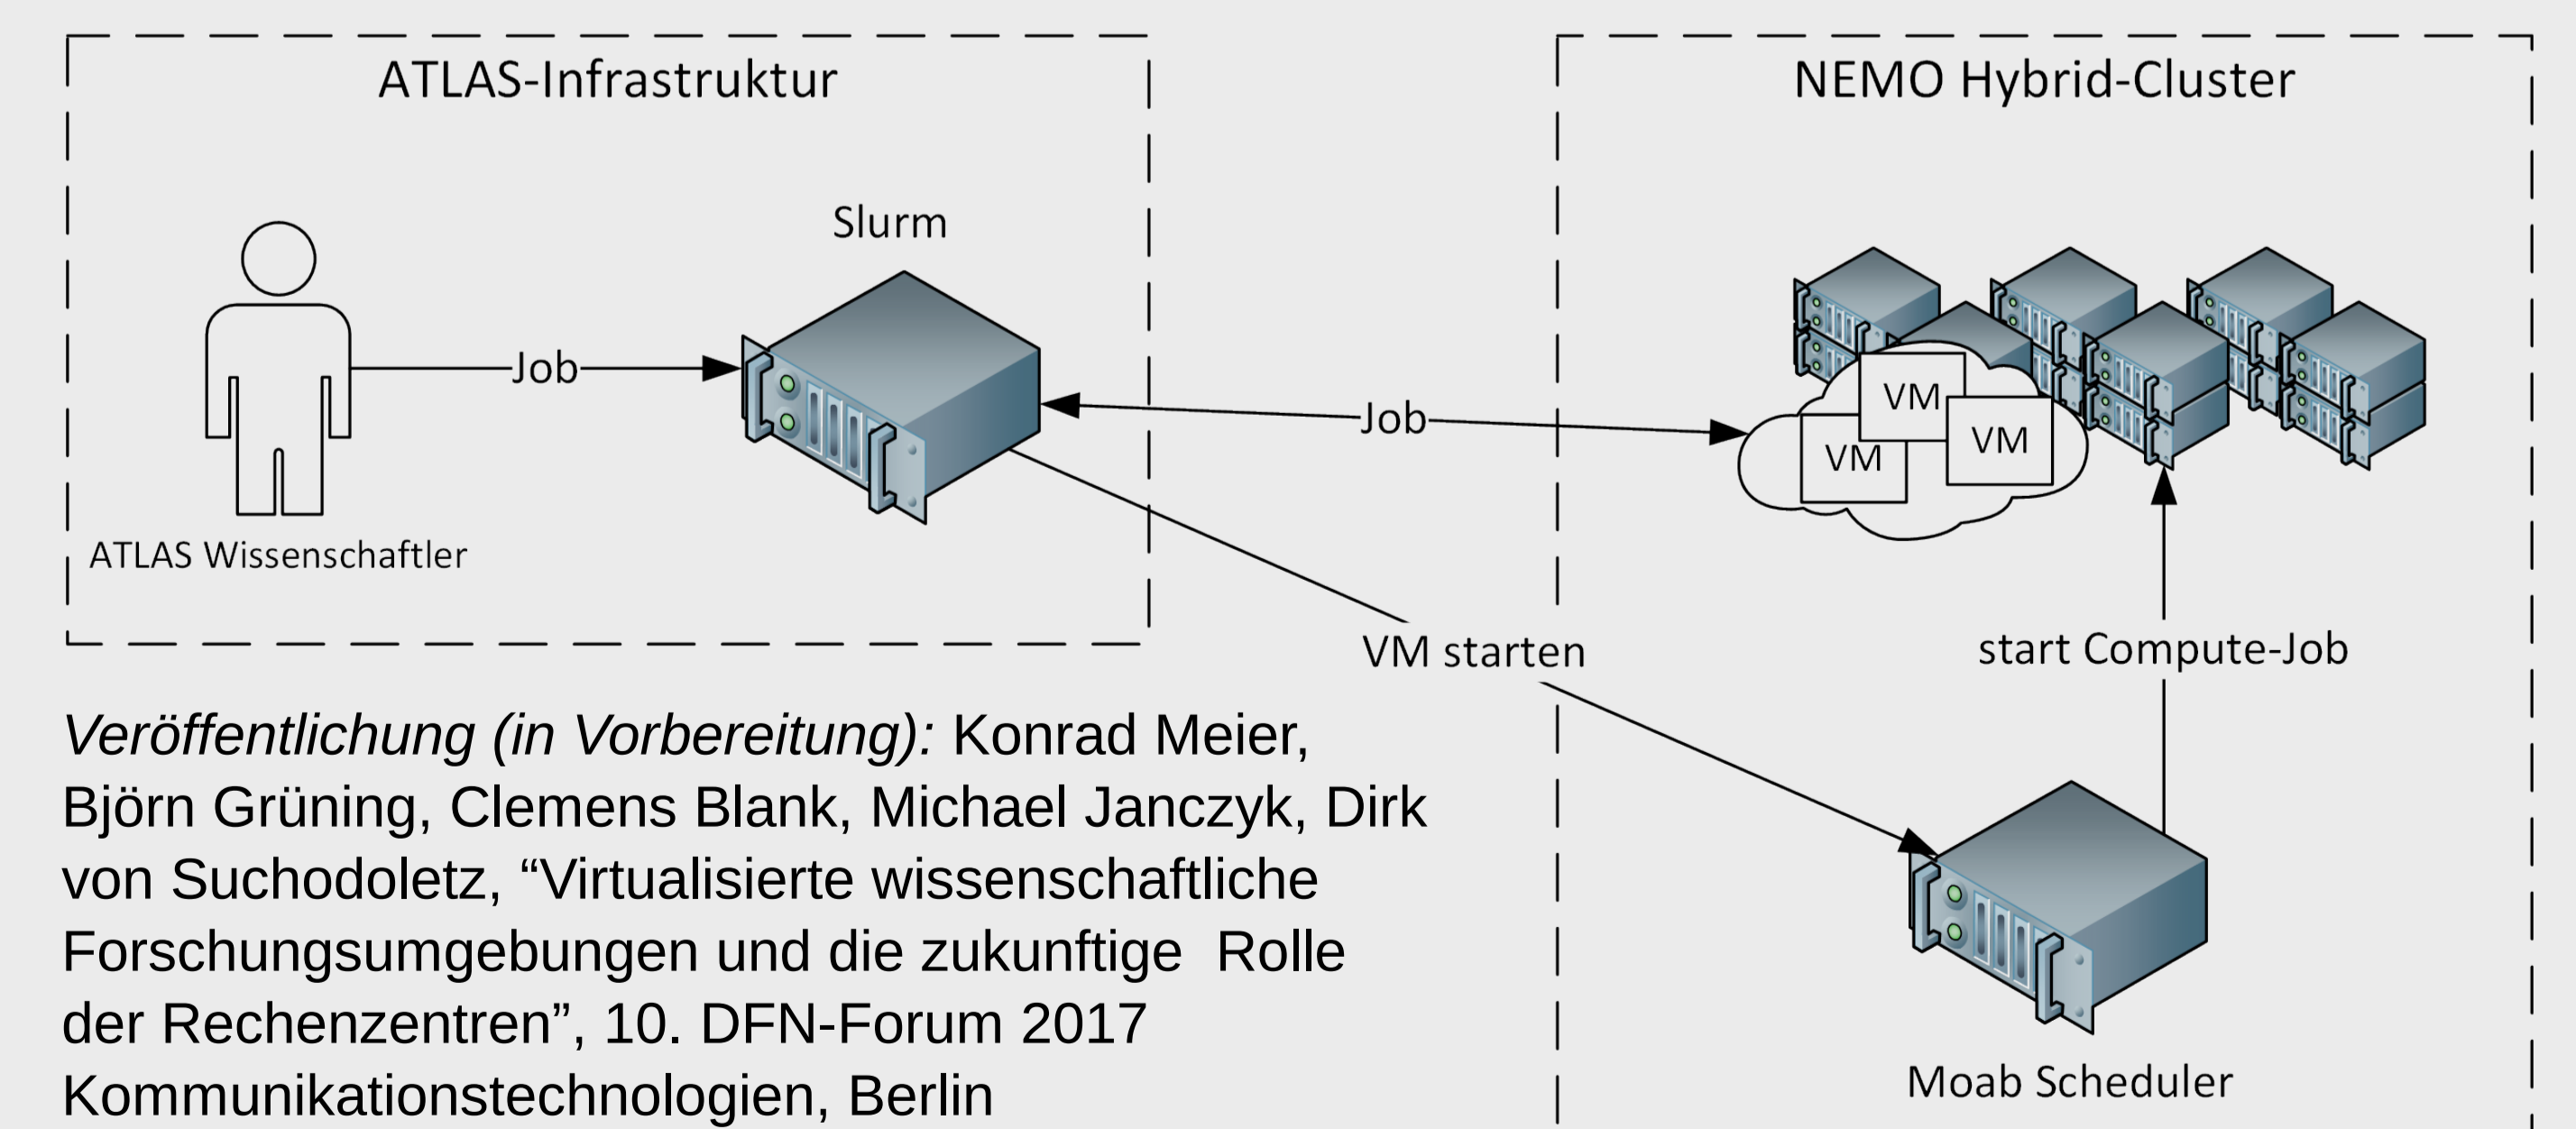 ATLAS-Infrastruktur
NEMO Hybrid-Cluster
Slurm
Job
Job
VM
VM
VM
ATLAS Wissenschaftler
VM starten
start Compute-Job
Moab Scheduler
Veröffentlichung (in Vorbereitung): Konrad Meier,
Björn Grüning, Clemens Blank, Michael Janczyk, Dirk
von Suchodoletz, “Virtualisierte wissenschaftliche
Forschungsumgebungen und die zukunftige  Rolle
der Rechenzentren”, 10. DFN-Forum 2017
Kommunikationstechnologien, Berlin